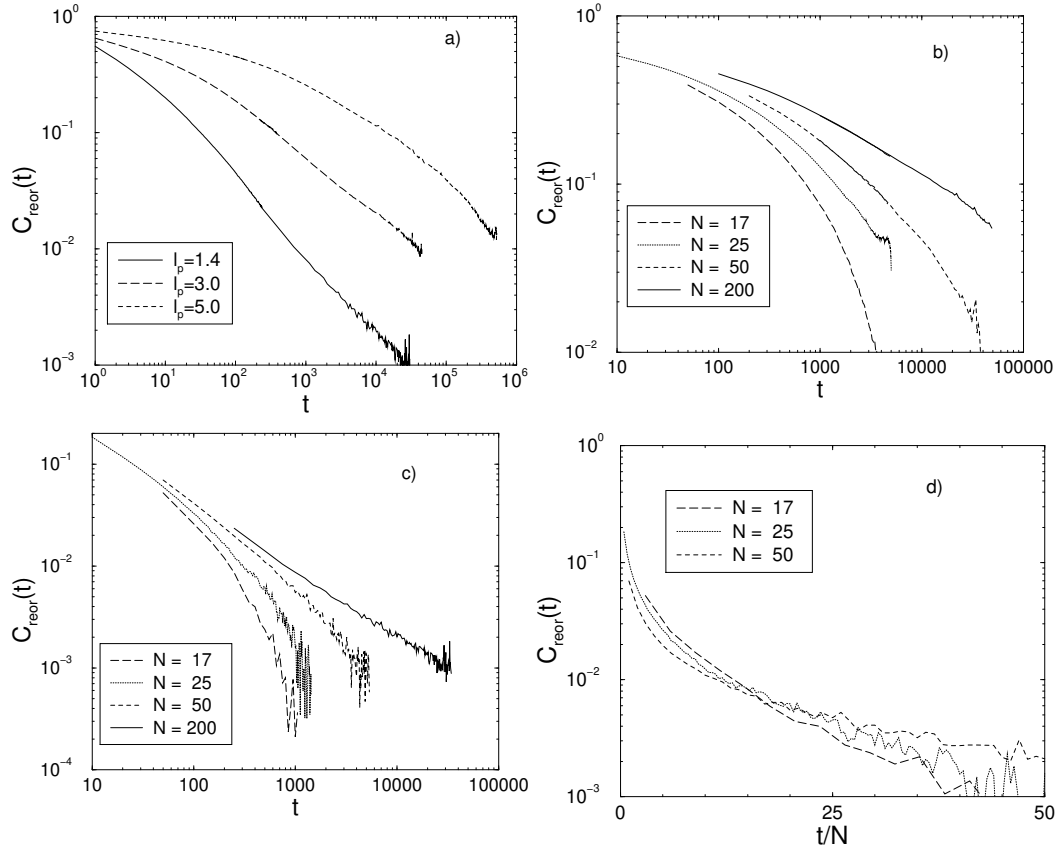 a)
10^0
10^-1
10^-2
10^-3
C_reor(t)
l_p=1.4
l_p=3.0
l_p=5.0
10^0 10^1 10^2 10^3 10^4 10^5 10^6
t
b)
10^0
10^-1
10^-2
C_reor(t)
N = 17
N = 25
N = 50
N = 200
10 100 1000 10000 100000
t
c)
10^-1
10^-2
10^-3
10^-4
C_reor(t)
N = 17
N = 25
N = 50
N = 200
10 100 1000 10000 100000
t
d)
10^0
10^-1
10^-2
10^-3
C_reor(t)
N = 17
N = 25
N = 50
0 25 50
t/N